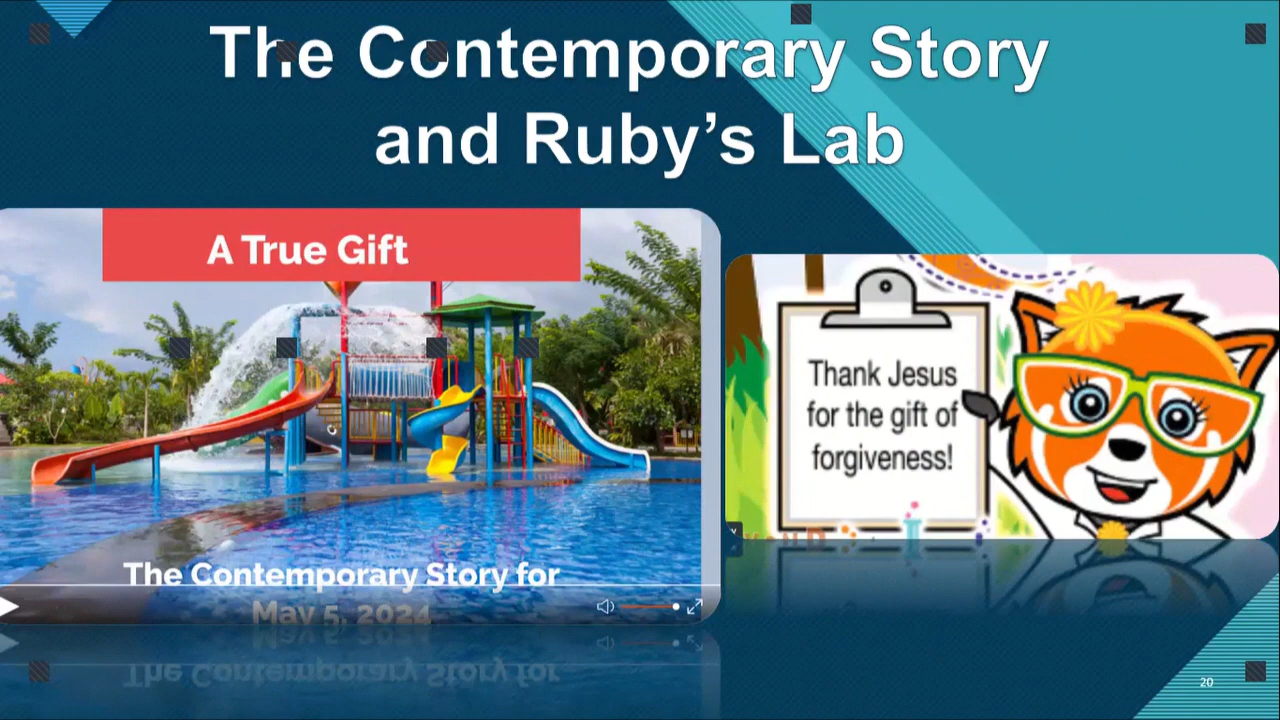 The Contemporary Story
and Ruby’s Lab
A True Gift
Thank Jesus
for the gift of
forgiveness!
The Contemporary Story for
May 5, 2024
20